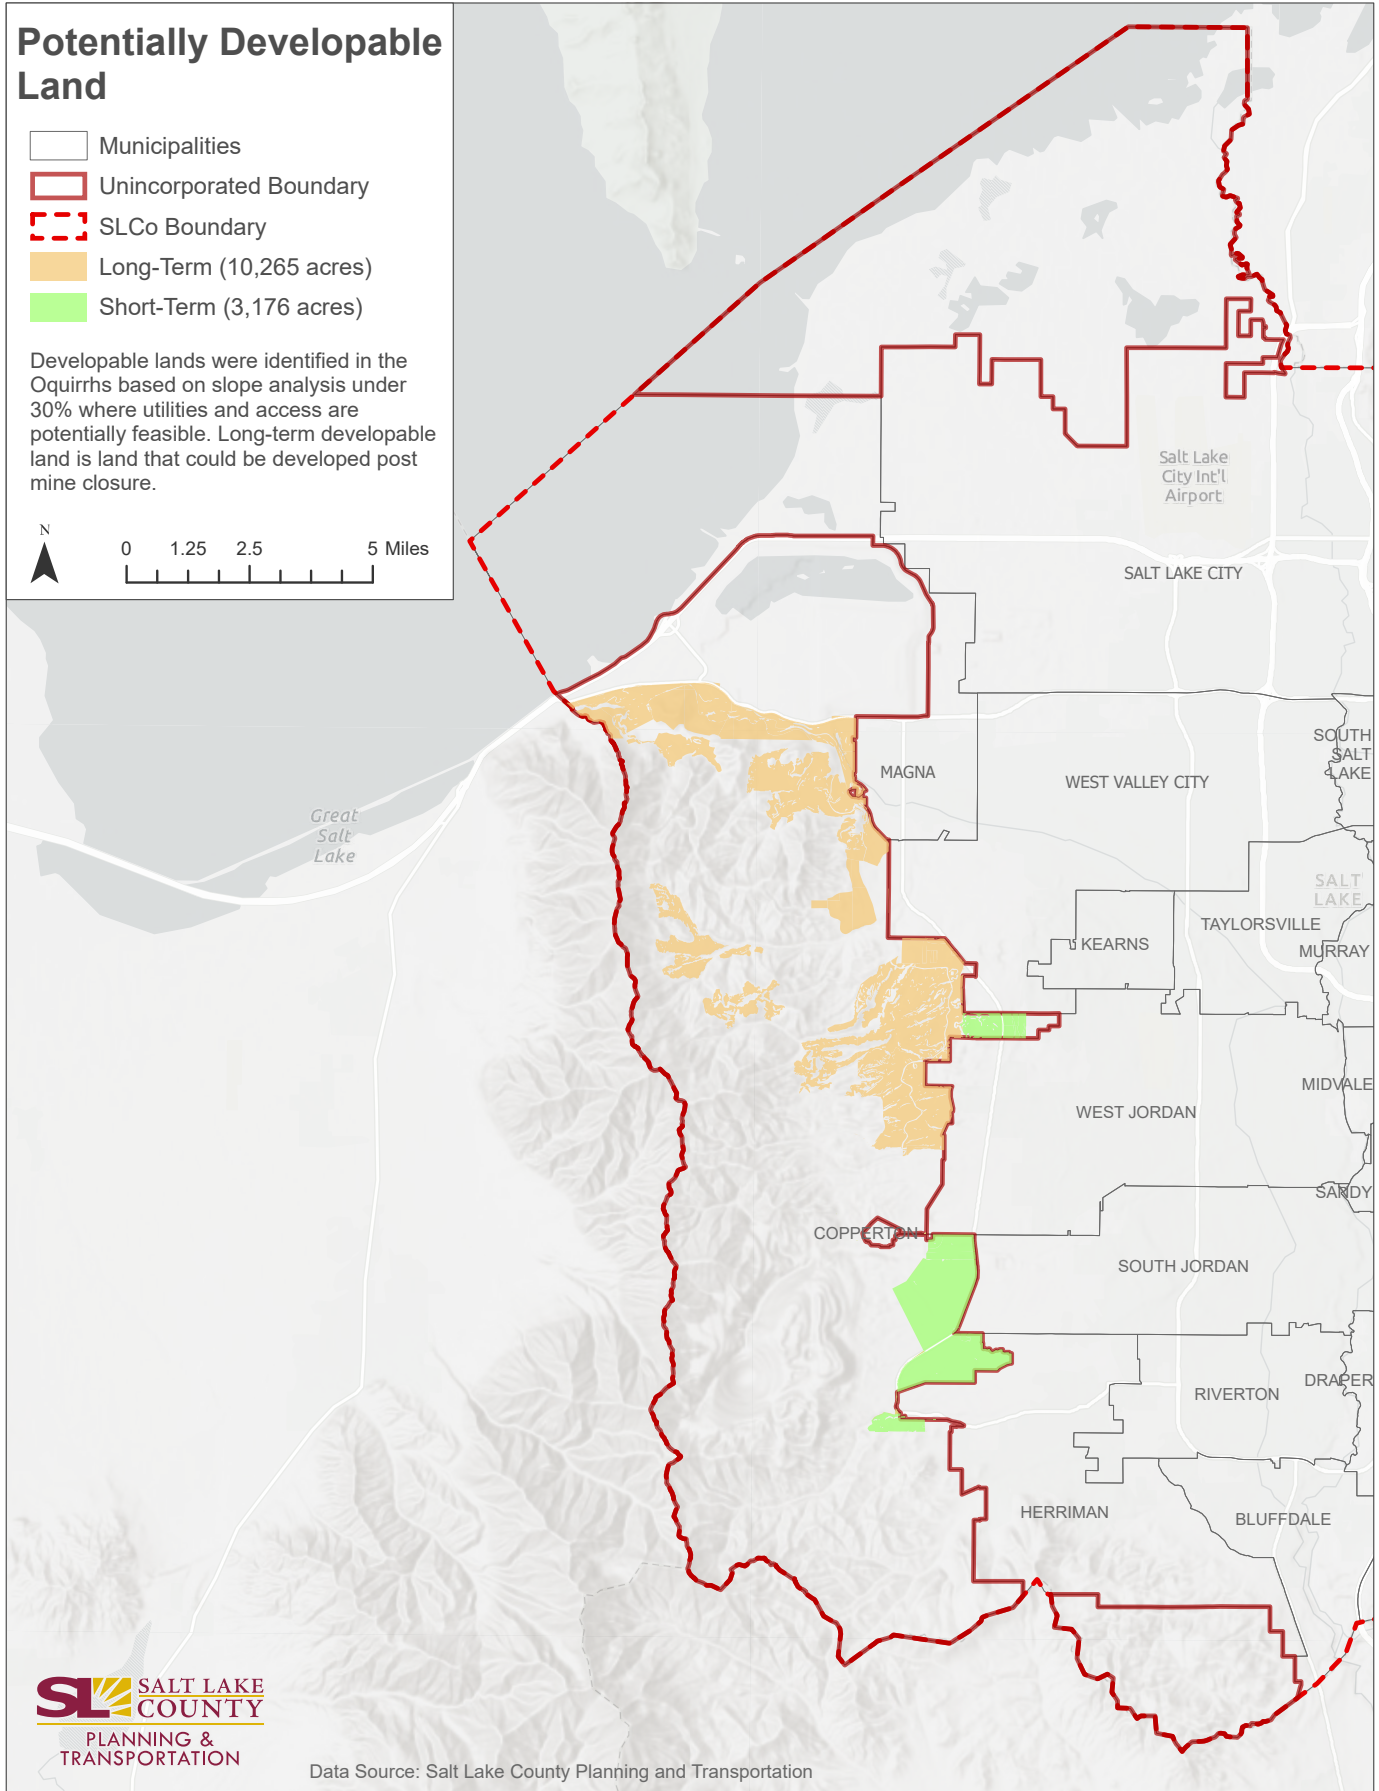 Potentially Developable
Land
Municipalities
Unincorporated Boundary
SLCo Boundary
Long-Term (10,265 acres)
Short-Term (3,176 acres)
Developable lands were identified in the
Oquirrhs based on slope analysis under
30% where utilities and access are
potentially feasible. Long-term developable
land is land that could be developed post
mine closure.
N
0 1.25 2.5 5 Miles
Salt Lake
City Int'l
Airport
SALT LAKE CITY
SOUTH
SALT
LAKE
MAGNA
WEST VALLEY CITY
Great
Salt
Lake
SALT
LAKE
TAYLORSVILLE
KEARNS
MURRAY
MIDVALE
WEST JORDAN
SANDY
COPPERTON
SOUTH JORDAN
DRAPER
RIVERTON
HERRIMAN
BLUFFDALE
SL SALT LAKE
COUNTY
PLANNING &
TRANSPORTATION
Data Source: Salt Lake County Planning and Transportation